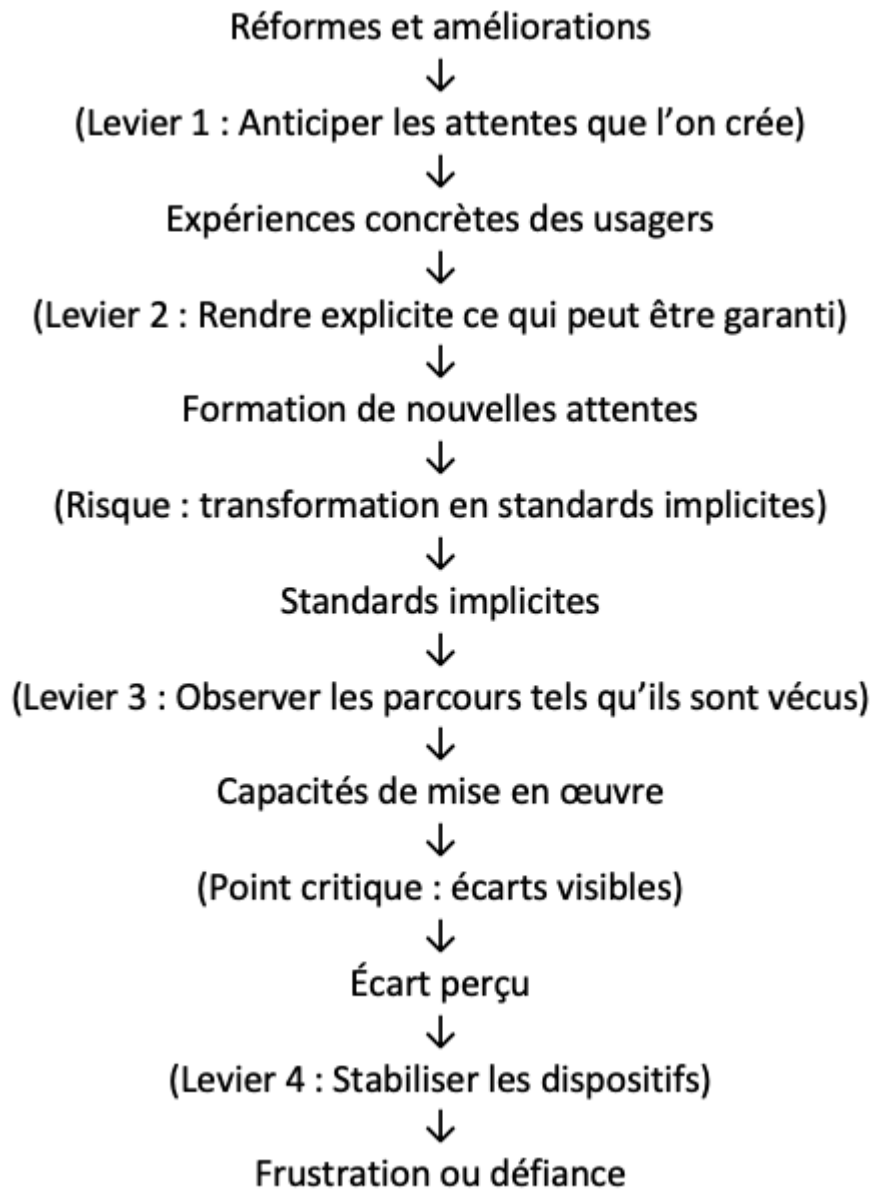 Réformes et améliorations
↓
(Levier 1 : Anticiper les attentes que l’on crée)
↓
Expériences concrètes des usagers
↓
(Levier 2 : Rendre explicite ce qui peut être garanti)
↓
Formation de nouvelles attentes
↓
(Risque : transformation en standards implicites)
↓
Standards implicites
↓
(Levier 3 : Observer les parcours tels qu’ils sont vécus)
↓
Capacités de mise en œuvre
↓
(Point critique : écarts visibles)
↓
Écart perçu
↓
(Levier 4 : Stabiliser les dispositifs)
↓
Frustration ou défiance